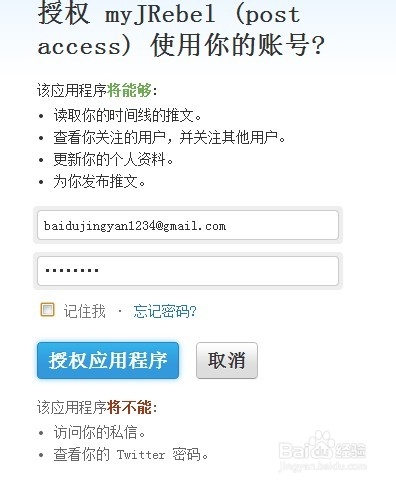 授权 myJRebel (post
access) 使用你的账号?
该应用程序将能够:
• 读取你的时间线的推文。
• 查看你关注的用户，并关注其他用户。
• 更新你的个人资料。
• 为你发布推文。
baidujingyan1234@gmail.com
••••••••
记住我 · 忘记密码?
授权应用程序 取消
该应用程序将不能:
• 访问你的私信。
• 查看你的 Twitter 密码。
Baidu 经验
jingyan.baidu.com